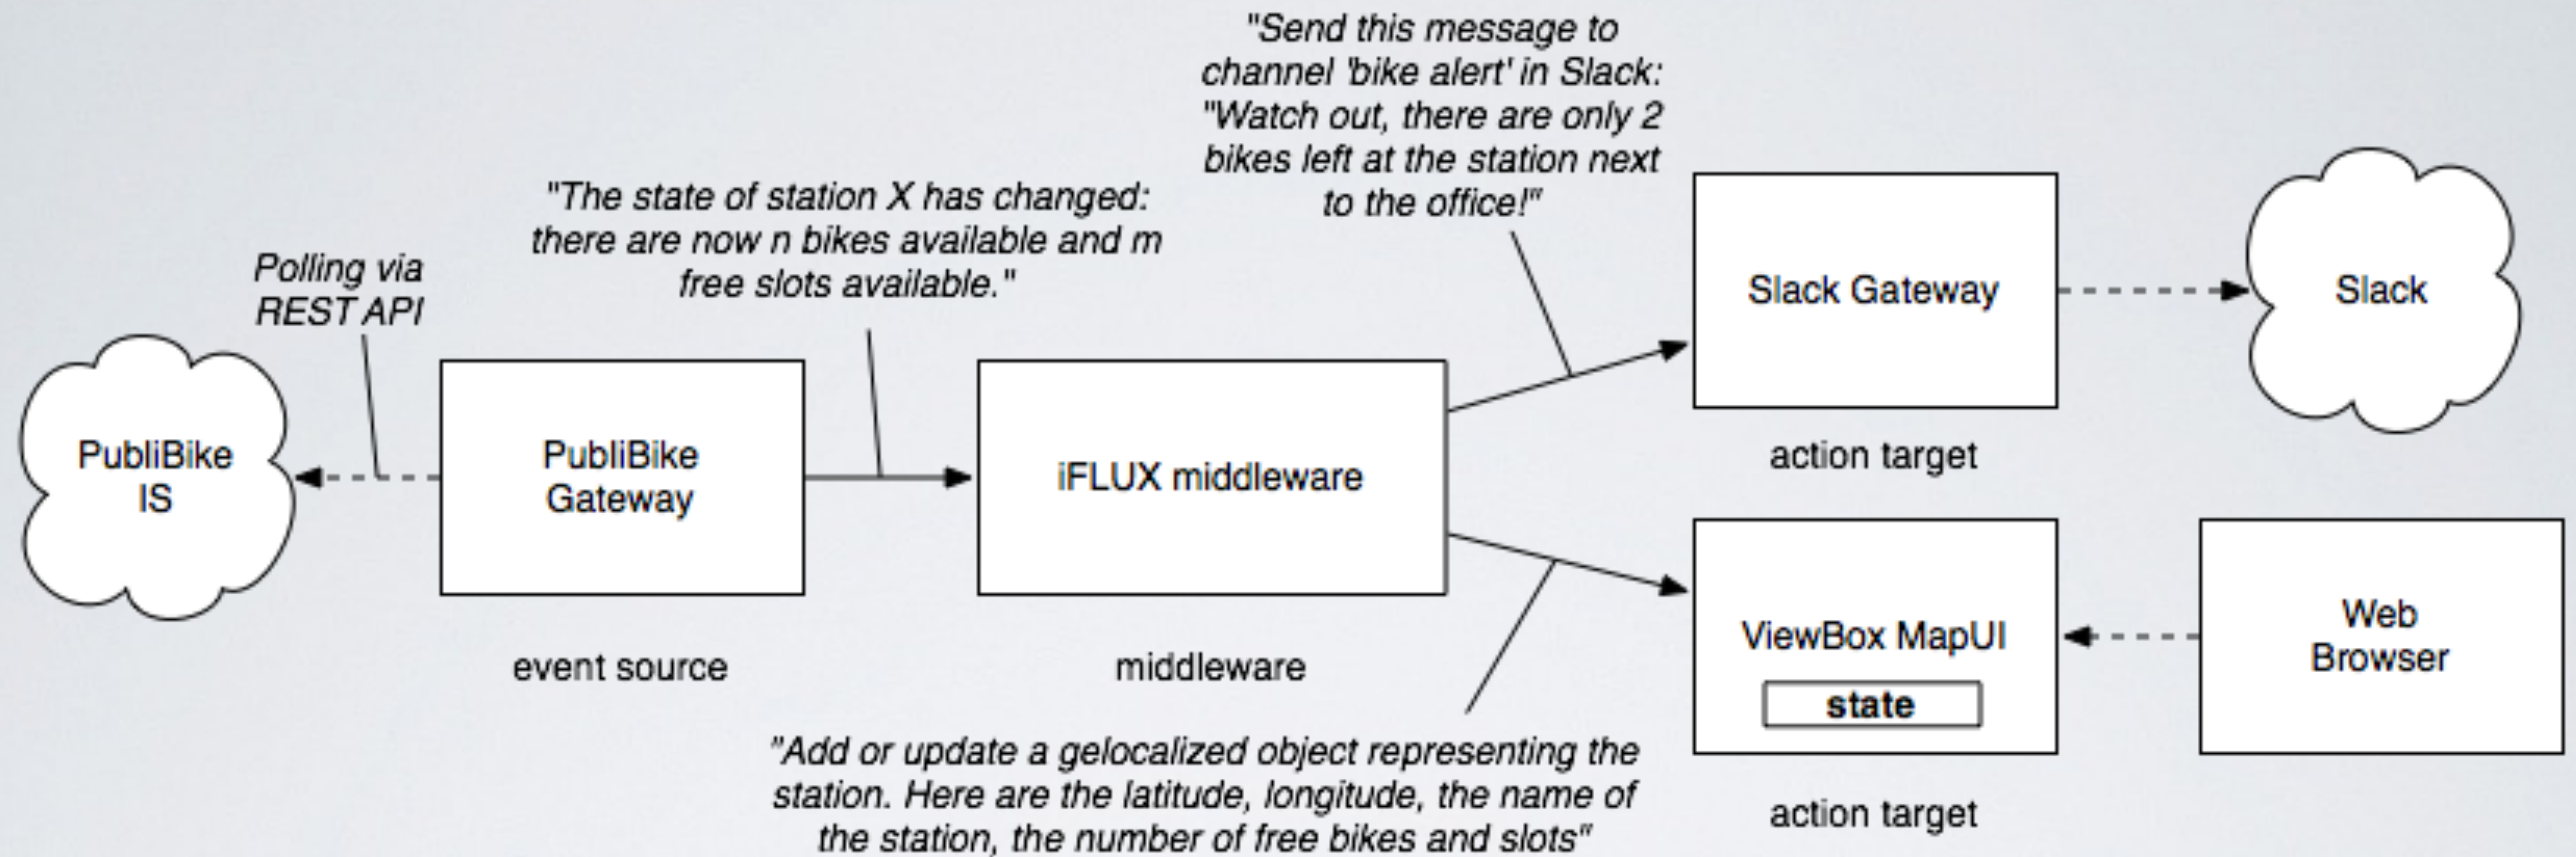 "Send this message to
channel 'bike alert' in Slack:
"Watch out, there are only 2
bikes left at the station next
to the office!"
"The state of station X has changed:
there are now n bikes available and m
free slots available."
Polling via
REST API
PubliBike
IS
PubliBike
Gateway
event source
iFLUX middleware
middleware
Slack Gateway
action target
Slack
ViewBox MapUI
state
action target
Web
Browser
"Add or update a gelocalized object representing the
station. Here are the latitude, longitude, the name of
the station, the number of free bikes and slots"